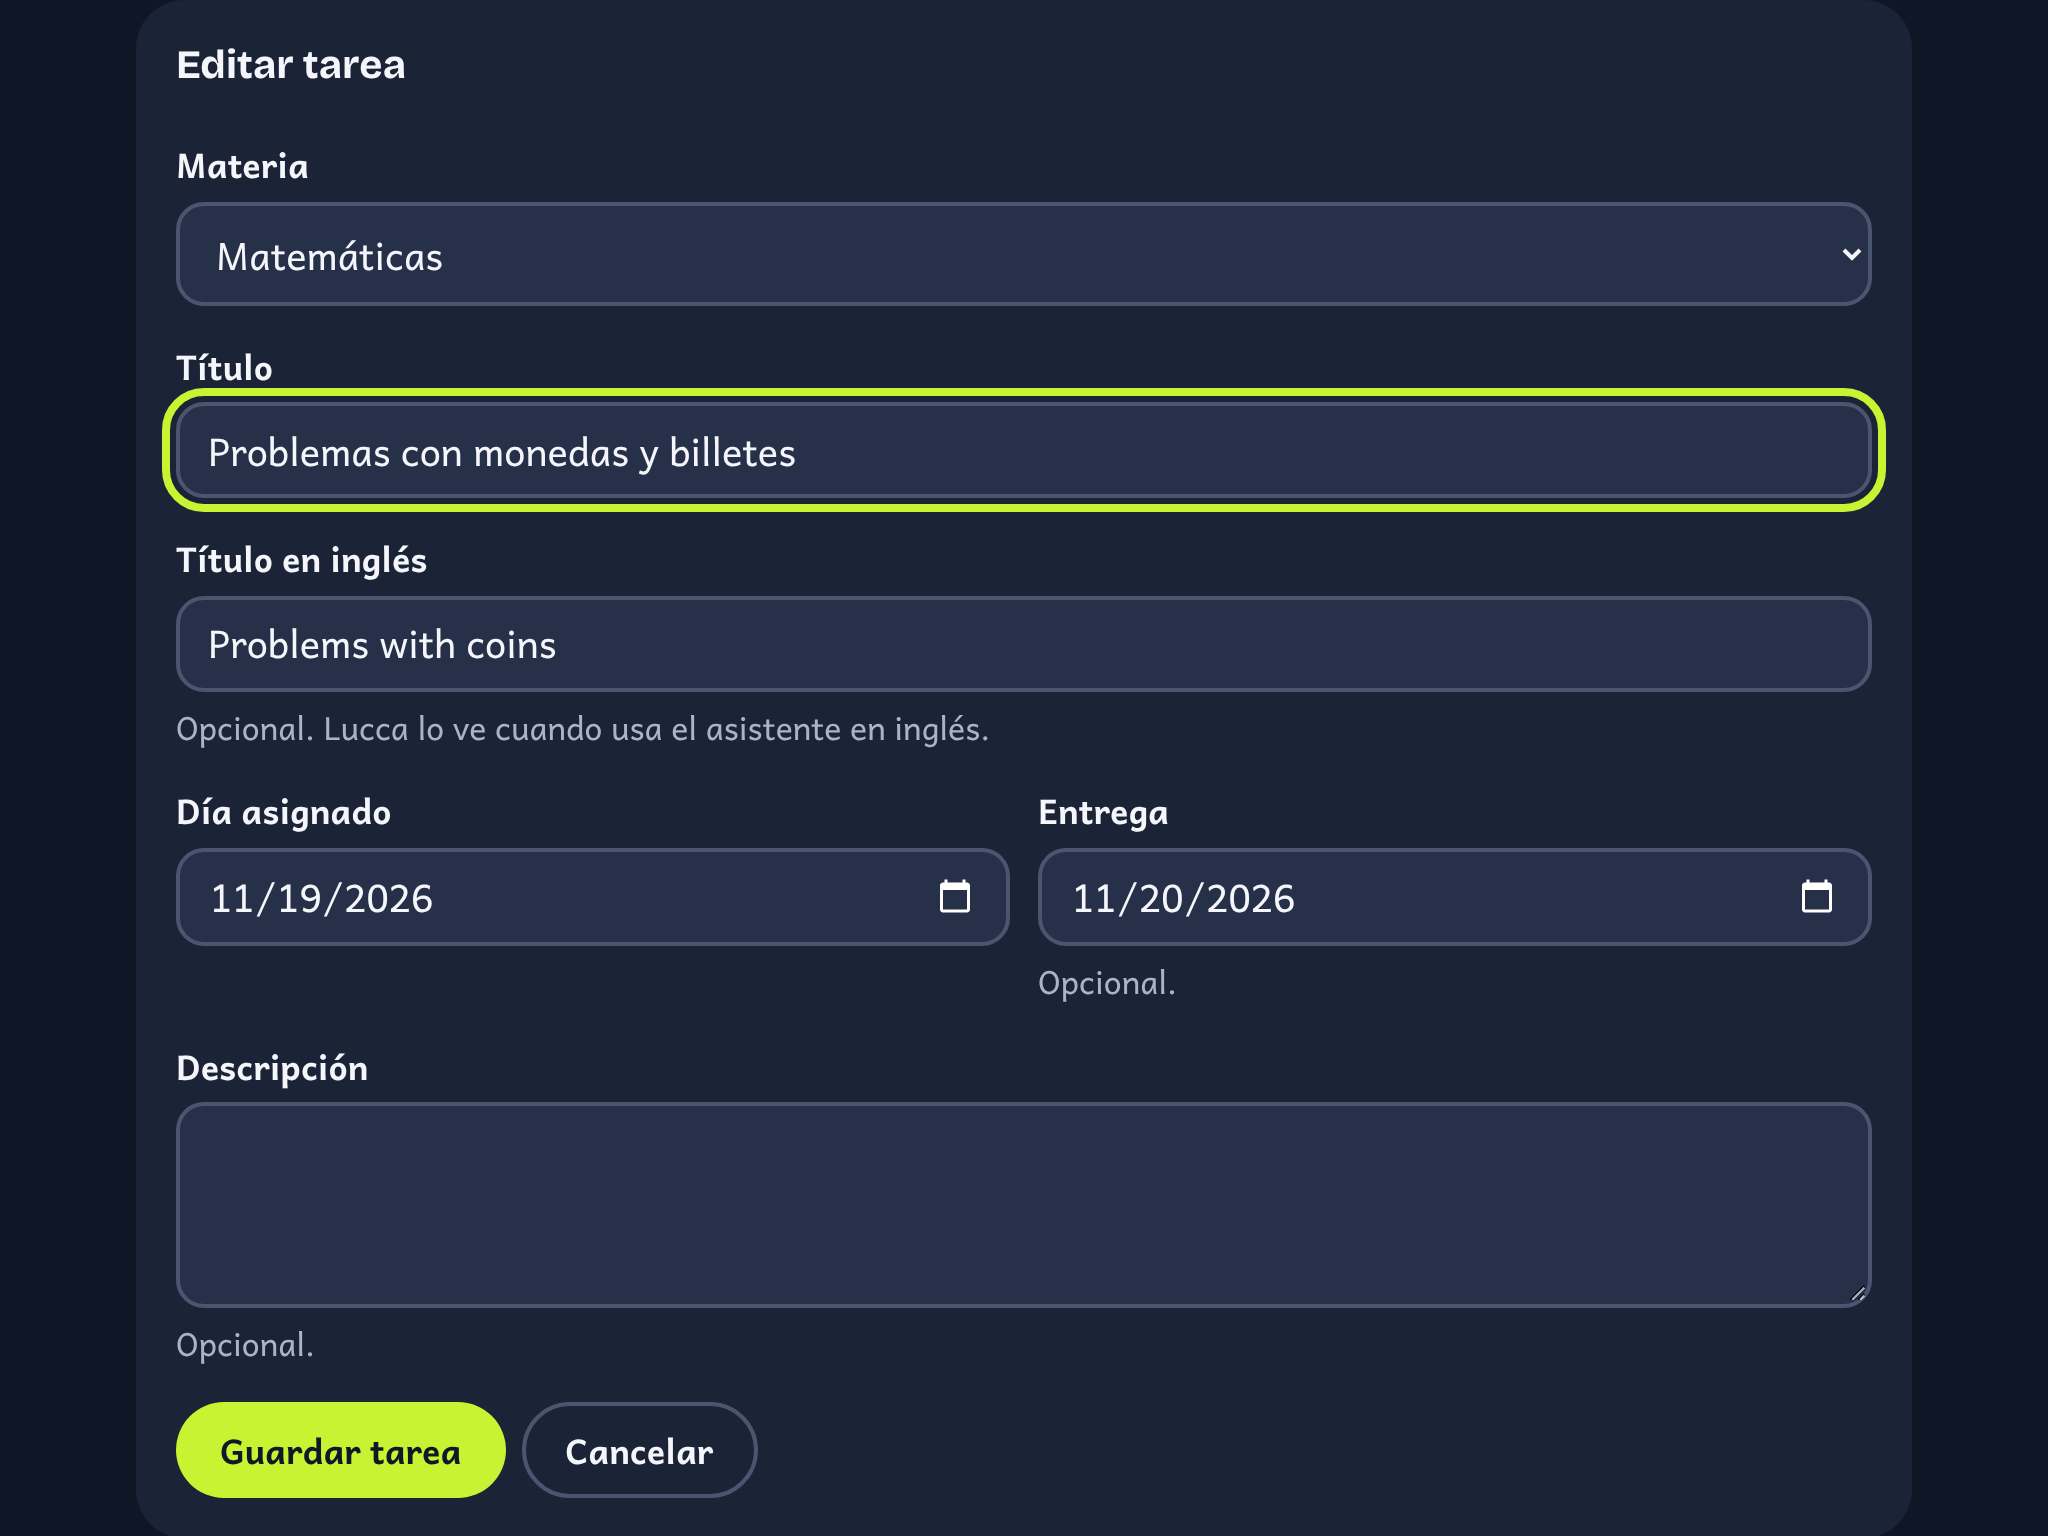 Editar tarea
Materia
Matemáticas
Título
Problemas con monedas y billetes
Título en inglés
Problems with coins
Opcional. Lucca lo ve cuando usa el asistente en inglés.
Día asignado
Entrega
11/19/2026
11/20/2026
Opcional.
Descripción
Opcional.
Guardar tarea
Cancelar